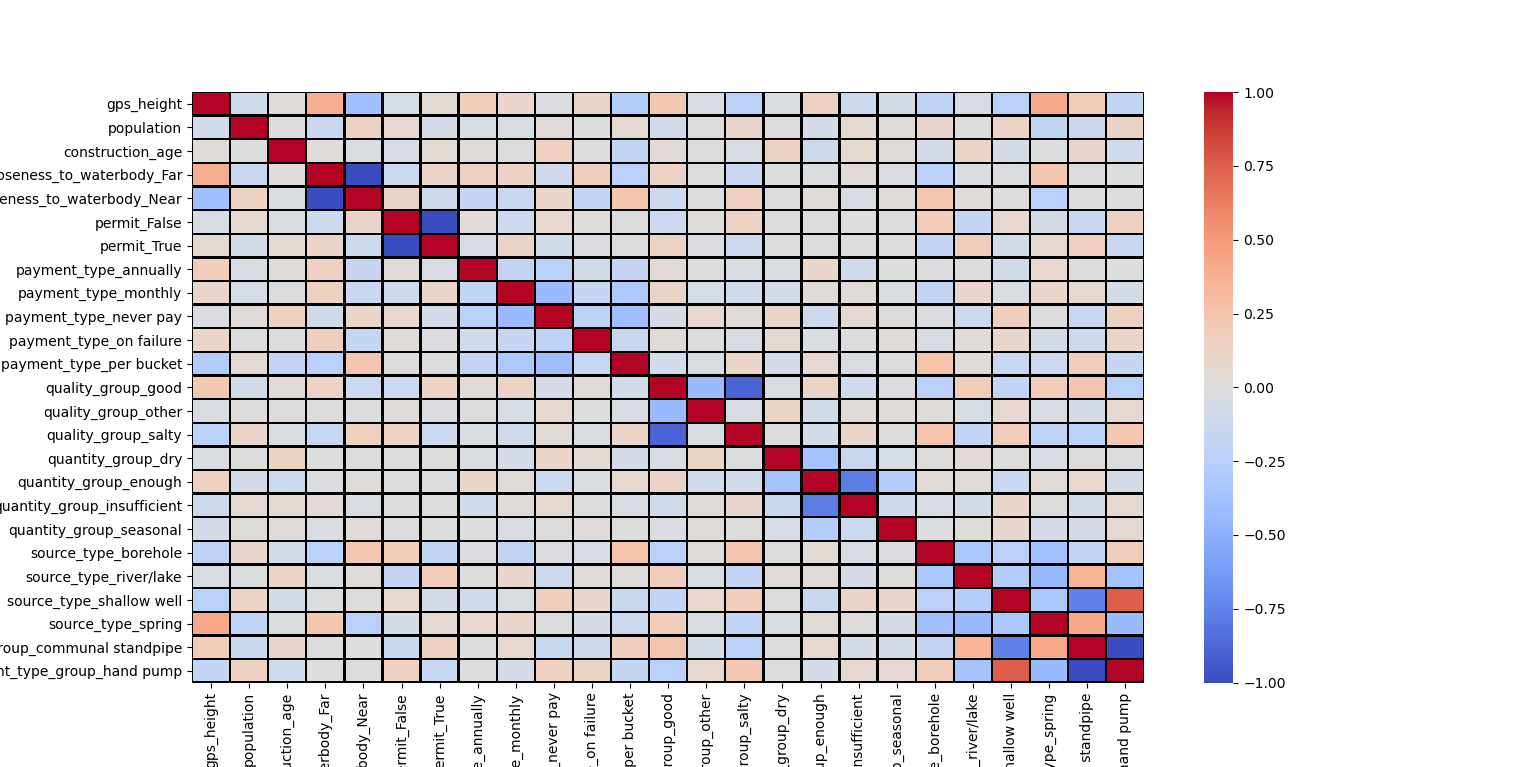 gps_height
population
construction_age
oseness_to_waterbody_Far
eness_to_waterbody_Near
permit_False
permit_True
payment_type_annually
payment_type_monthly
payment_type_never pay
payment_type_on failure
payment_type_per bucket
quality_group_good
quality_group_other
quality_group_salty
quantity_group_dry
quantity_group_enough
quantity_group_insufficient
quantity_group_seasonal
source_type_borehole
source_type_river/lake
source_type_shallow well
source_type_spring
roup_communal standpipe
nt_type_group_hand pump
gps_height
population
uction_age
erbody_Far
body_Near
ermit_False
ermit_True
e_annually
e_monthly
_never pay
_on failure
per bucket
roup_good
roup_other
roup_salty
_group_dry
up_enough
nsufficient
p_seasonal
e_borehole
_river/lake
hallow well
ype_spring
standpipe
hand pump
1.00
0.75
0.50
0.25
0.00
−0.25
−0.50
−0.75
−1.00